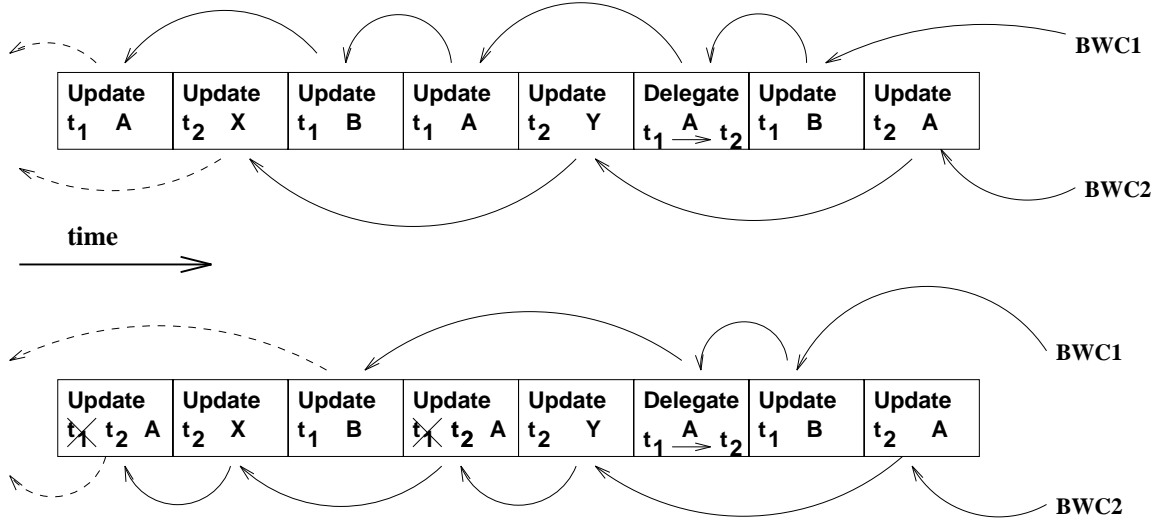 BWC1
Update Update Update Update Update Delegate Update Update
t1 A t2 X t1 B t1 A t2 Y A t1 B t2 A
t1 t2
BWC2
time
BWC1
Update Update Update Update Update Delegate Update Update
t1 t2 A t2 X t1 B t1 t2 A t2 Y A t1 B t2 A
t1 t2
BWC2